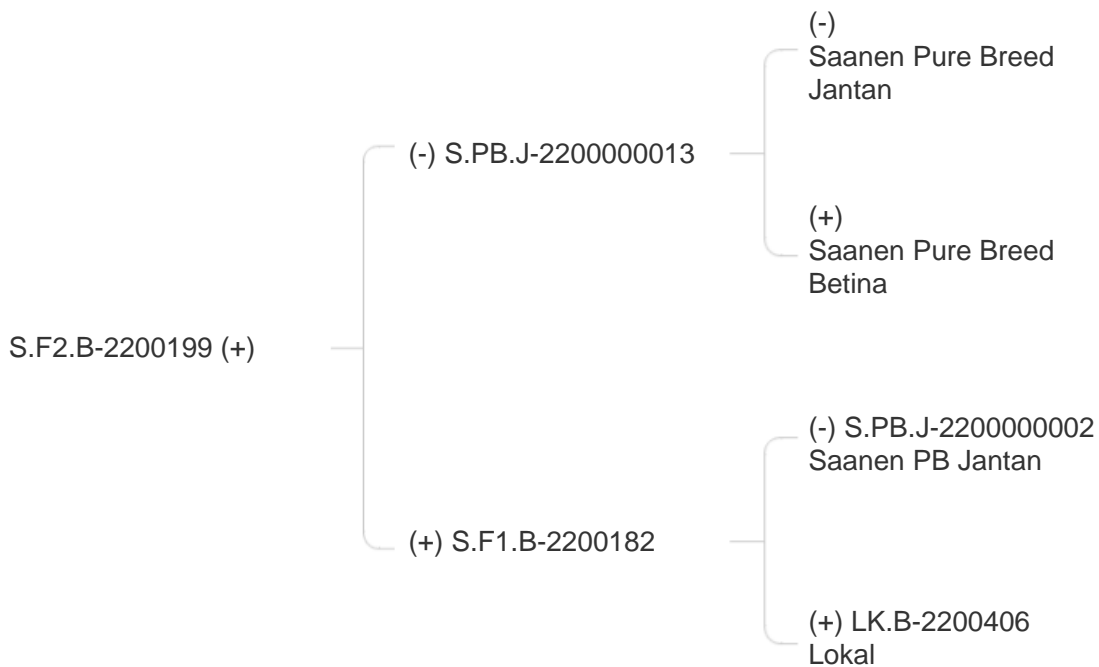 (-)
Saanen Pure Breed
Jantan
(-) S.PB.J-2200000013
(+)
Saanen Pure Breed
Betina
S.F2.B-2200199 (+)
(-) S.PB.J-2200000002
Saanen PB Jantan
(+) S.F1.B-2200182
(+) LK.B-2200406
Lokal